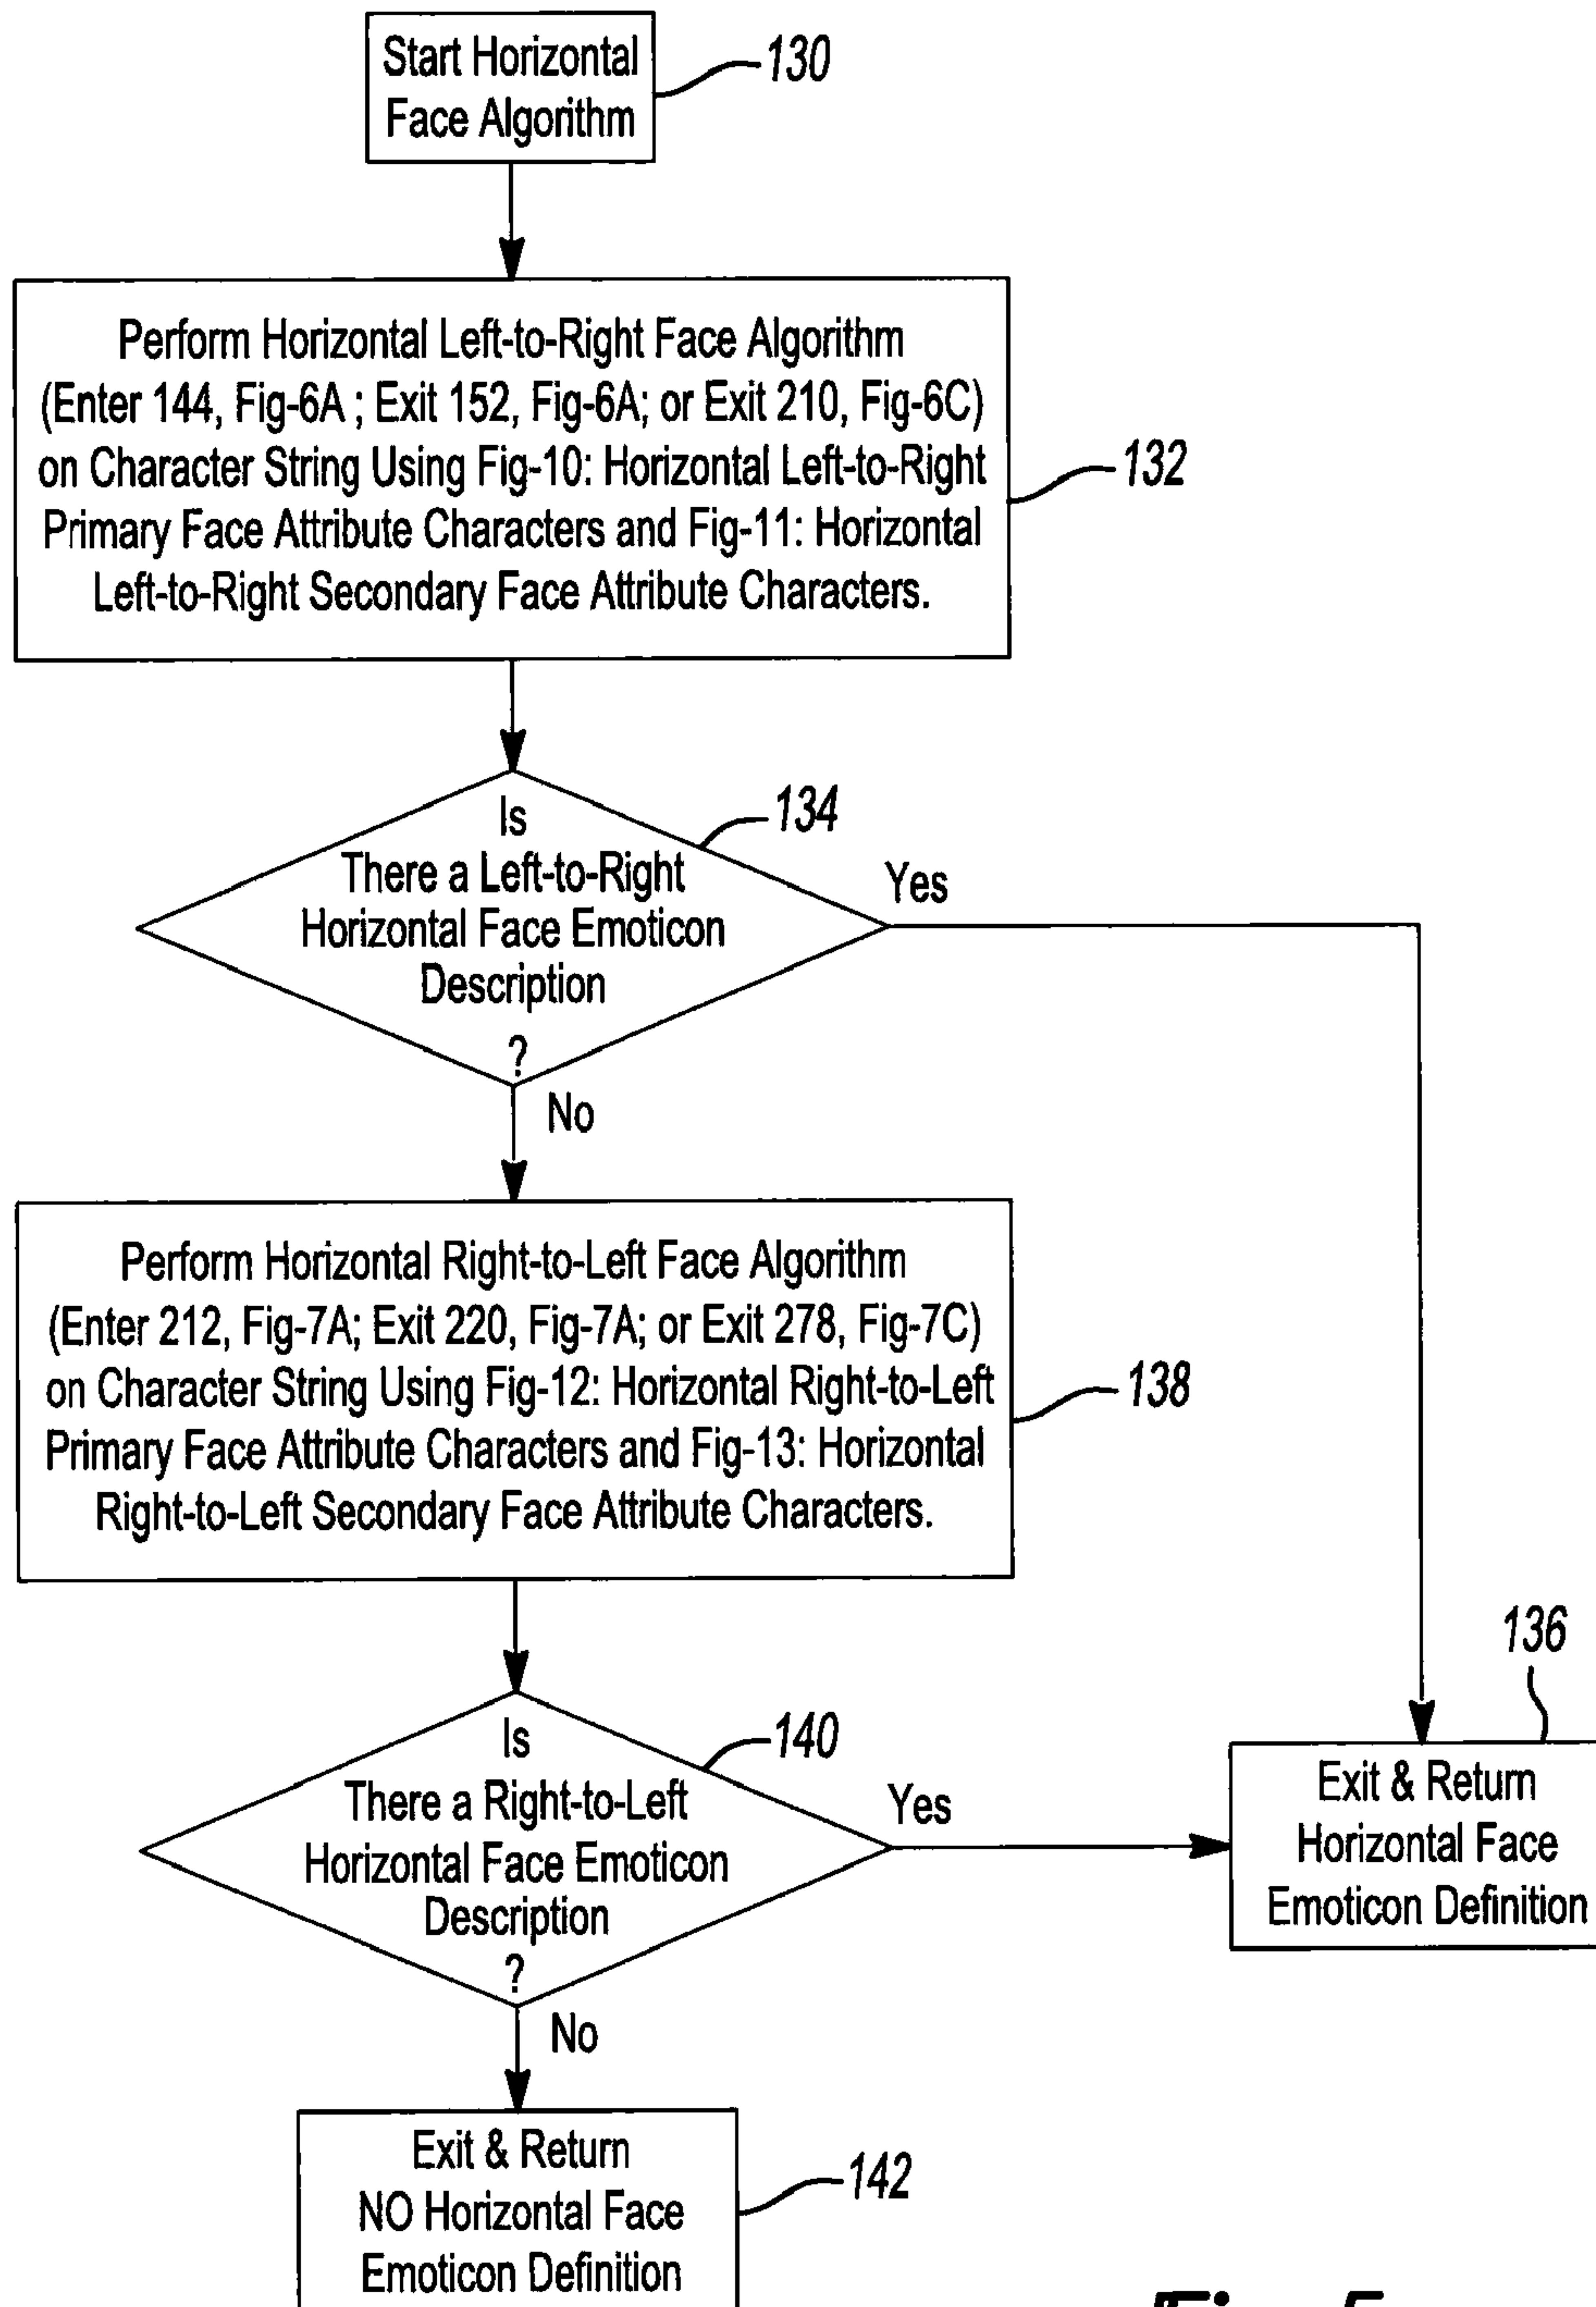 Start Horizontal
Face Algorithm
130
Perform Horizontal Left-to-Right Face Algorithm
(Enter 144, Fig-6A ; Exit 152, Fig-6A; or Exit 210, Fig-6C)
on Character String Using Fig-10: Horizontal Left-to-Right
Primary Face Attribute Characters and Fig-11: Horizontal
Left-to-Right Secondary Face Attribute Characters.
132
Is
There a Left-to-Right
Horizontal Face Emoticon
Description
?
134
Yes
No
Perform Horizontal Right-to-Left Face Algorithm
(Enter 212, Fig-7A; Exit 220, Fig-7A; or Exit 278, Fig-7C)
on Character String Using Fig-12: Horizontal Right-to-Left
Primary Face Attribute Characters and Fig-13: Horizontal
Right-to-Left Secondary Face Attribute Characters.
138
Is
There a Right-to-Left
Horizontal Face Emoticon
Description
?
140
Yes
No
136
Exit & Return
Horizontal Face
Emoticon Definition
Exit & Return
NO Horizontal Face
Emoticon Definition
142